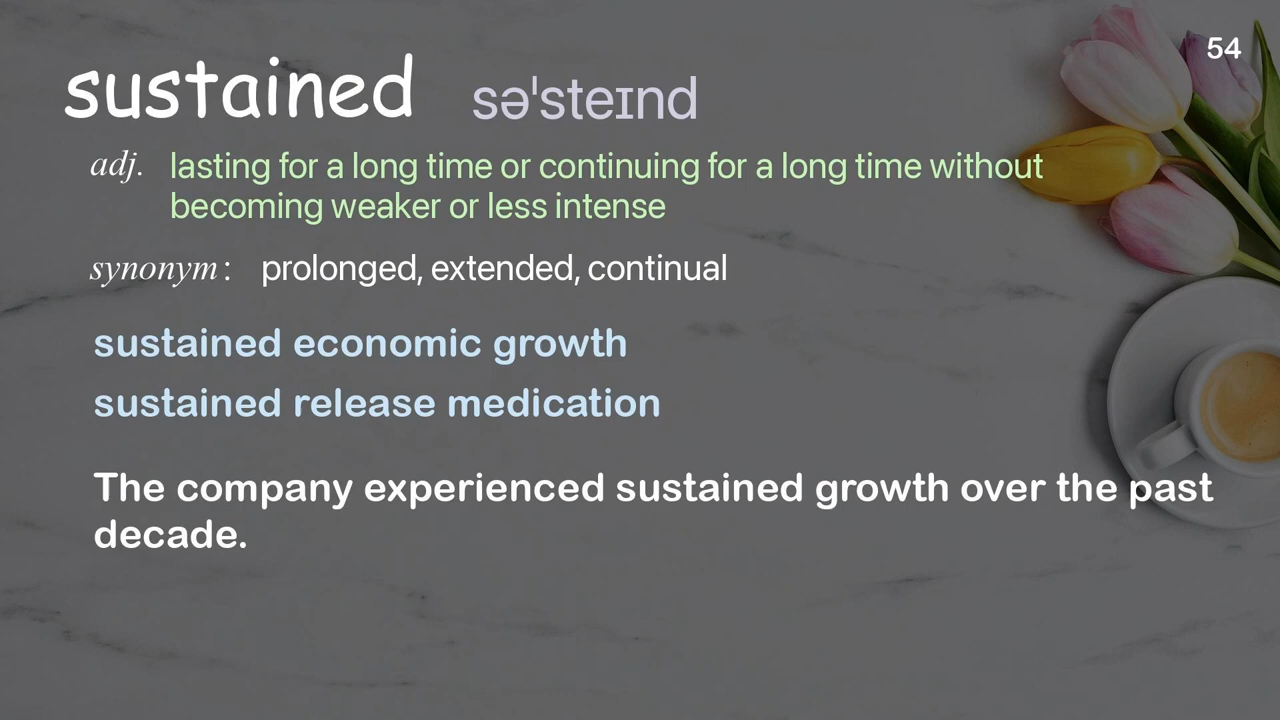 54
sustained səˈsteɪnd
adj. lasting for a long time or continuing for a long time without
becoming weaker or less intense
synonym: prolonged, extended, continual
sustained economic growth
sustained release medication
The company experienced sustained growth over the past
decade.